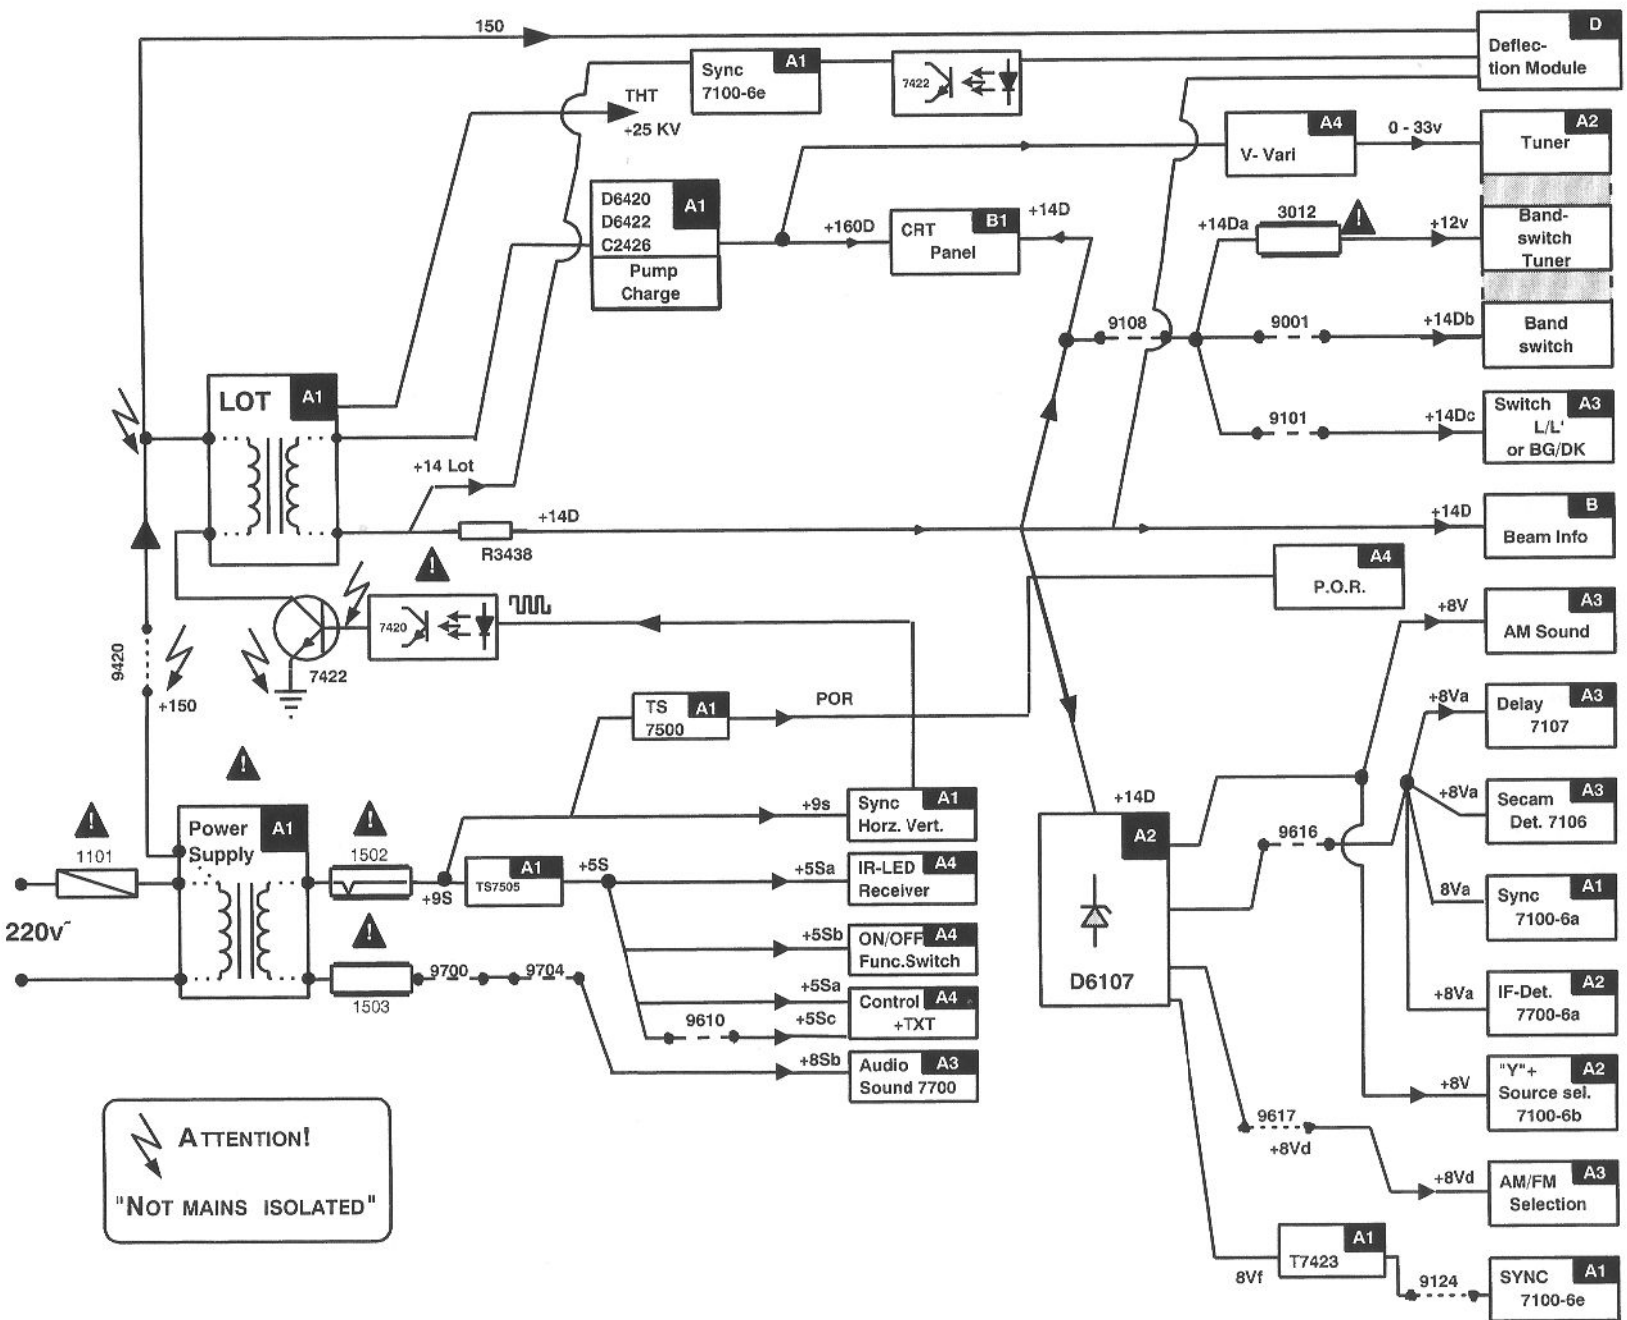 150
D
Deflec-
tion Module
Sync
7100-6e
A1
7422
THT
+25 KV
A4
V- Vari
0 - 33v
A2
Tuner
D6420
D6422
C2426
A1
Pump
Charge
+160D
CRT
Panel
B1
+14D
+14Da
3012
!
+12v
Band-
switch
Tuner
9108
9001
+14Db
Band
switch
9101
+14Dc
Switch
A3
L/L'
or BG/DK
LOT
A1
+14 Lot
+14D
R3438
!
+14D
B
Beam Info
A4
P.O.R.
7420
7422
9420
+150
+8V
A3
AM Sound
TS
7500
A1
POR
+8Va
Delay
7107
A3
!
+14D
A2
D6107
+8Va
Secam
Det. 7106
A3
9616
!
1101
Power
Supply
A1
!
1502
+9S
+9s
Sync
Horz. Vert.
A1
A1
TS7505
+5S
+5Sa
IR-LED
Receiver
A4
8Va
Sync
7100-6a
A1
220v~
!
1503
9700
9704
+5Sb
ON/OFF
Func.Switch
A4
+5Sa
Control
+TXT
A4
9610
+5Sc
+8Va
IF-Det.
7700-6a
A2
+8Sb
Audio
Sound 7700
A3
+8V
"Y"+
Source sel.
7100-6b
A2
9617
+8Vd
+8Vd
AM/FM
Selection
A3
ATTENTION!
"NOT MAINS ISOLATED"
8Vf
T7423
A1
9124
SYNC
7100-6e
A1